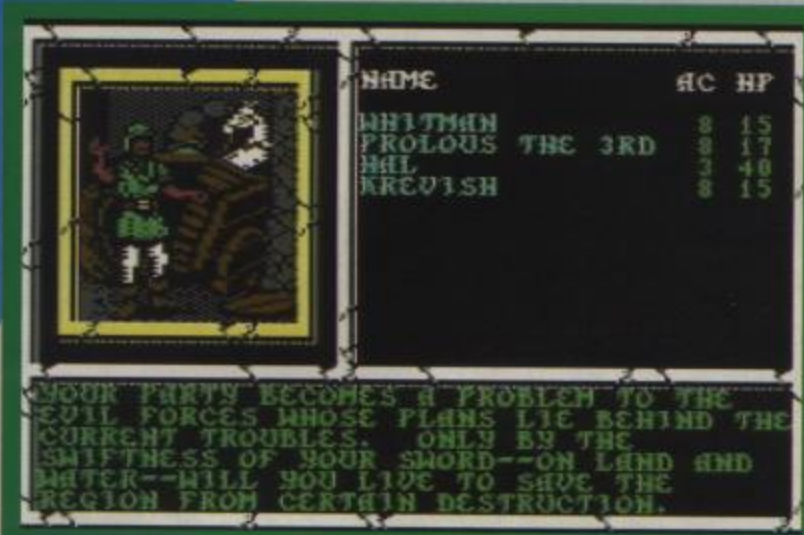 NAME AC HP
WHITMAN 8 15
PROLOUS THE 3RD 8 17
HAL 3 40
KREVISH 8 15
YOUR PARTY BECOMES A PROBLEM TO THE
EVIL FORCES WHOSE PLANS LIE BEHIND THE
CURRENT TROUBLES. ONLY BY THE
SWIFTNESS OF YOUR SWORD--ON LAND AND
WATER--WILL YOU LIVE TO SAVE THE
REGION FROM CERTAIN DESTRUCTION.